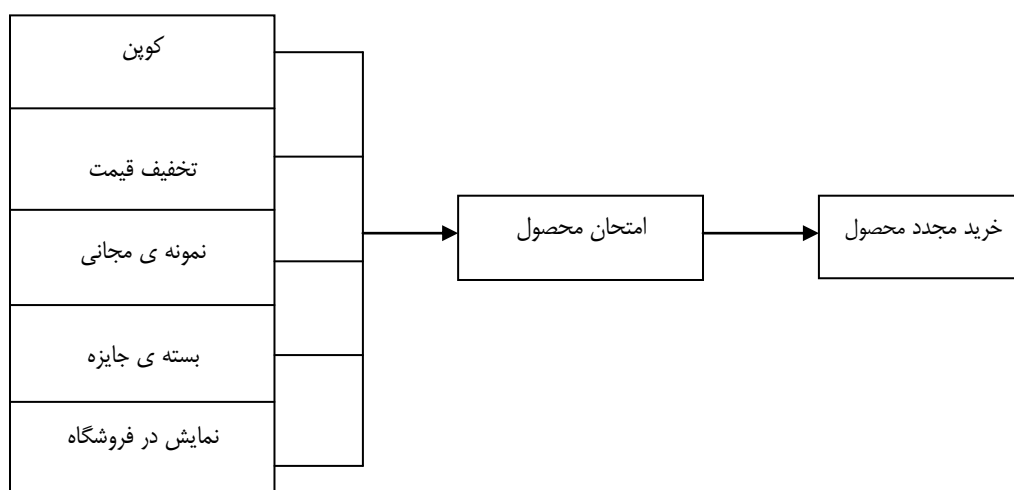 کوپن
تخفیف قیمت
نمونه ی مجانی
بسته ی جایزه
نمایش در فروشگاه
امتحان محصول
خرید مجدد محصول